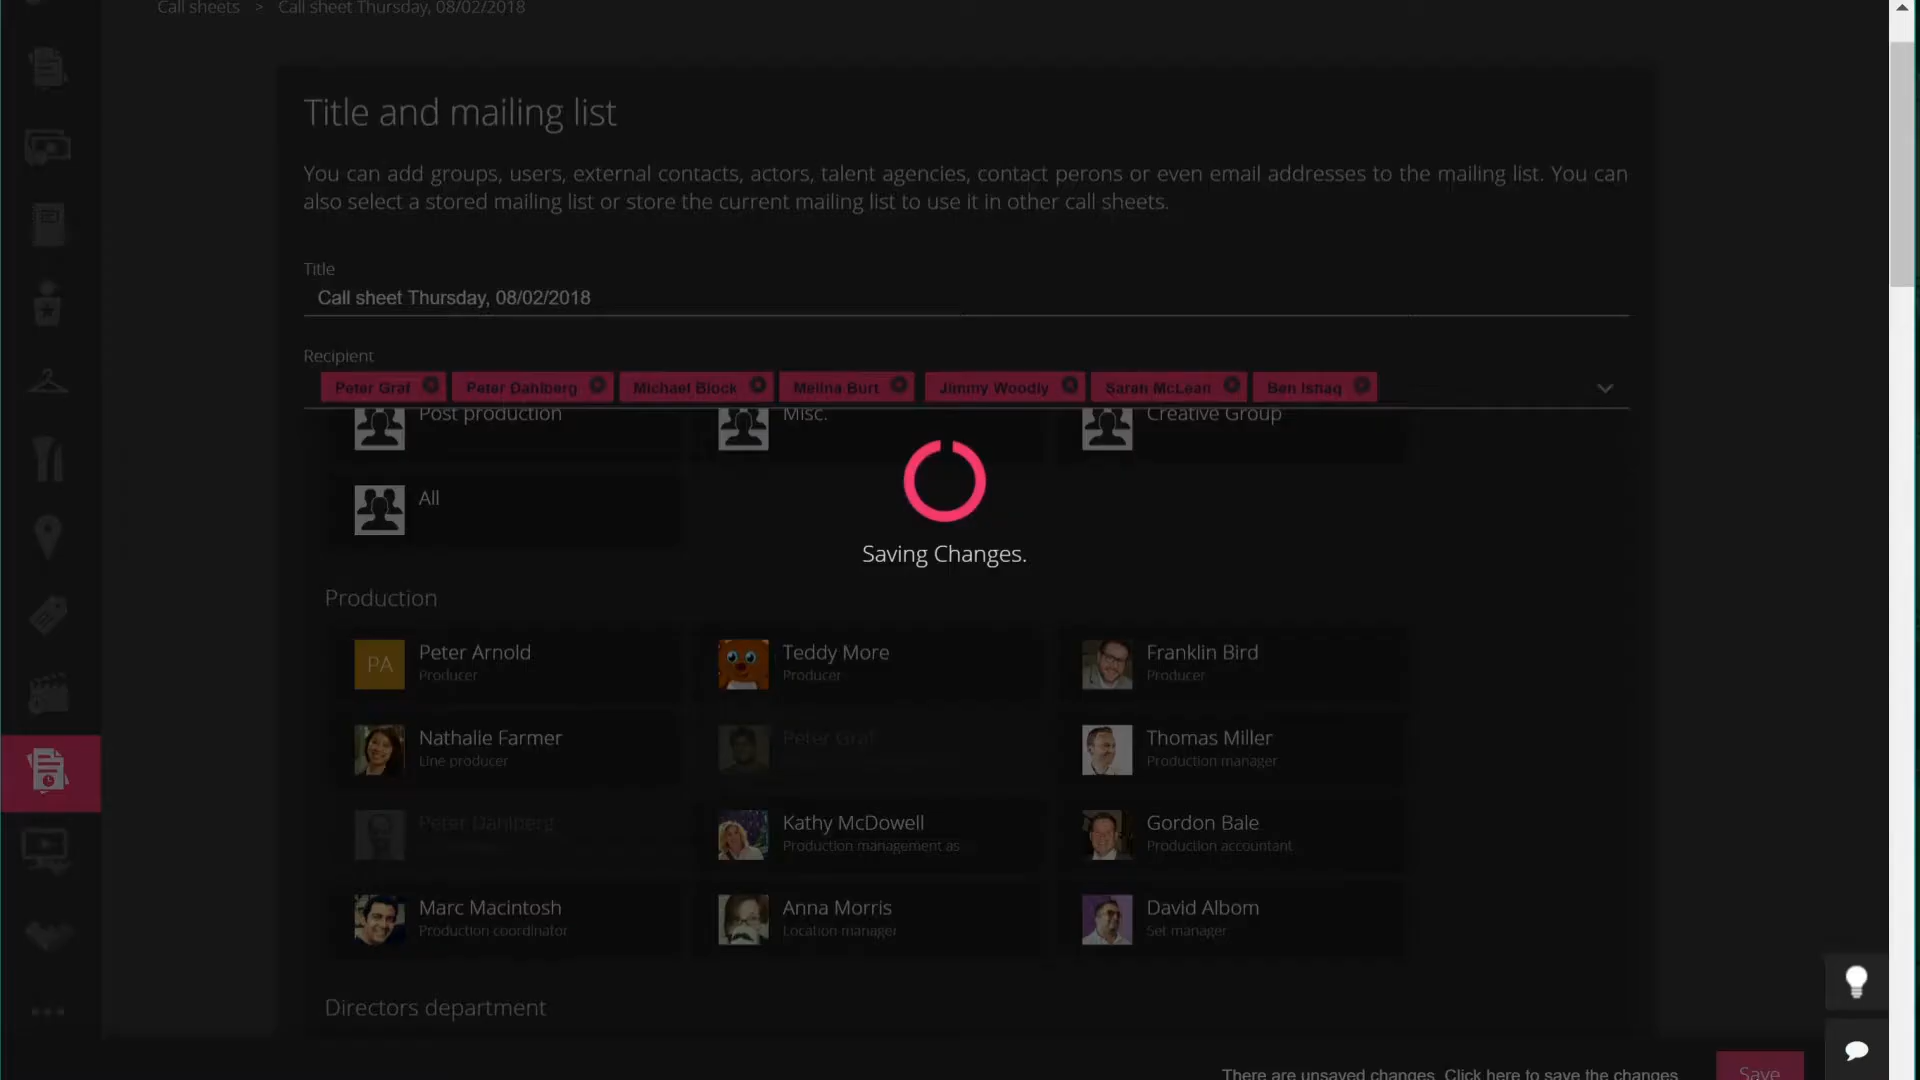 Call sheets > Call sheet Thursday, 08/02/2018
Title and mailing list
You can add groups, users, external contacts, actors, talent agencies, contact perons or even email addresses to the mailing list. You can
also select a stored mailing list or store the current mailing list to use it in other call sheets.
Title
Call sheet Thursday, 08/02/2018
Recipient
Peter Graf Peter Dahlberg Michael Block Melina Burt Jimmy Woodly Sarah McLean Ben Ishaq
Post production Misc. Creative Group
All
Saving Changes.
Production
PA Peter Arnold Teddy More Franklin Bird
Producer Producer Producer
Nathalie Farmer Peter Graf Thomas Miller
Line producer Production manager
Peter Dahlberg Kathy McDowell Gordon Bale
Production management as Production accountant
Marc Macintosh Anna Morris David Albom
Production coordinator Location manager Set manager
Directors department
There are unsaved changes. Click here to save the changes Save